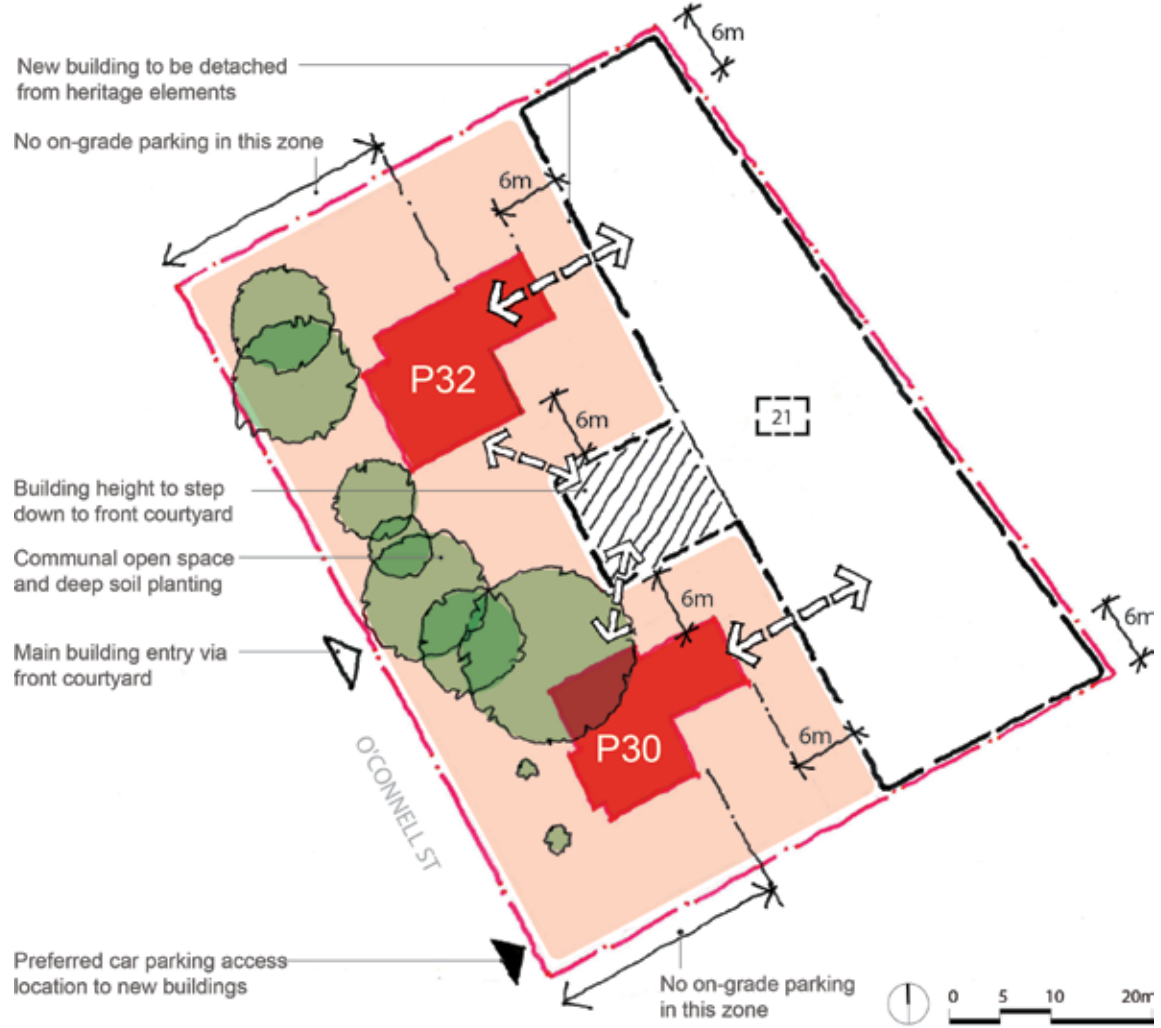 6m
New building to be detached
from heritage elements
No on-grade parking in this zone
6m
P32
6m
21
Building height to step
down to front courtyard
Communal open space
and deep soil planting
6m
6m
Main building entry via
front courtyard
P30
6m
O'CONNELL ST
Preferred car parking access
location to new buildings
No on-grade parking
in this zone
0 5 10 20m